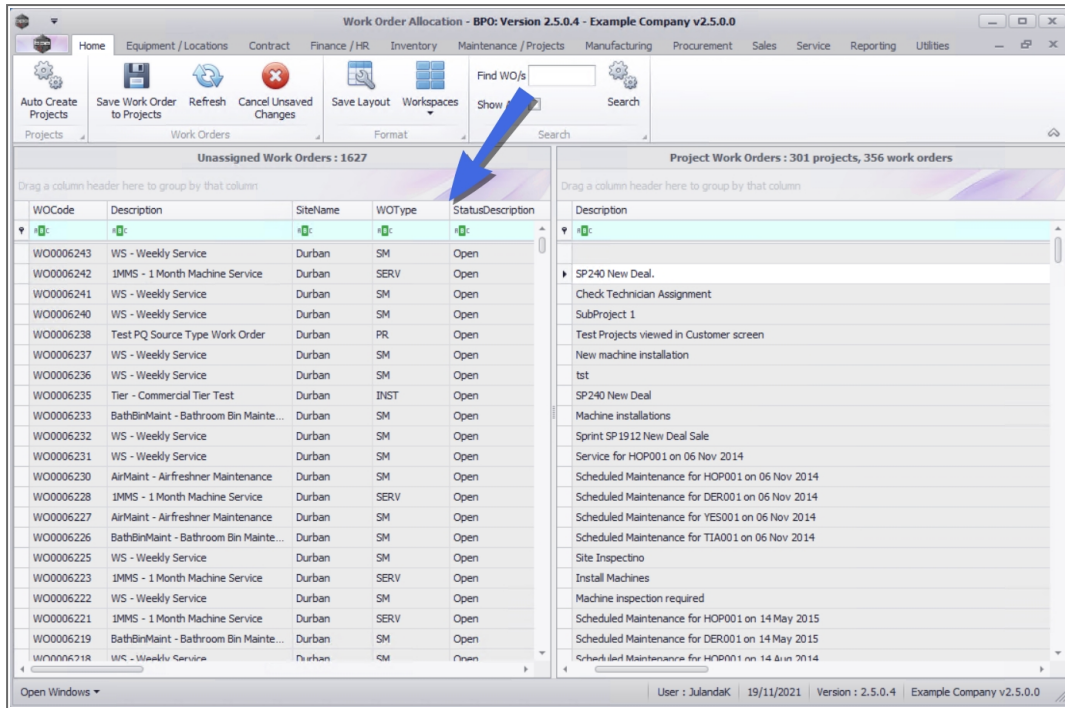 Work Order Allocation - BPO: Version 2.5.0.4 - Example Company v2.5.0.0
Home Equipment / Locations Contract Finance / HR Inventory Maintenance / Projects Manufacturing Procurement Sales Service Reporting Utilities
Auto Create Projects
Save Work Order to Projects
Refresh
Cancel Unsaved Changes
Save Layout
Workspaces
Find WO/s
Show
Search
Projects Work Orders Format Search
Unassigned Work Orders : 1627
Drag a column header here to group by that column
WOCode Description SiteName WOType StatusDescription
WO0006243 WS - Weekly Service Durban SM Open
WO0006242 1MMS - 1 Month Machine Service Durban SERV Open
WO0006241 WS - Weekly Service Durban SM Open
WO0006240 WS - Weekly Service Durban SM Open
WO0006238 Test PQ Source Type Work Order Durban PR Open
WO0006237 WS - Weekly Service Durban SM Open
WO0006236 WS - Weekly Service Durban SM Open
WO0006235 Tier - Commercial Tier Test Durban INST Open
WO0006233 BathBinMaint - Bathroom Bin Mainte... Durban SM Open
WO0006232 WS - Weekly Service Durban SM Open
WO0006231 WS - Weekly Service Durban SM Open
WO0006230 AirMaint - Airfreshner Maintenance Durban SM Open
WO0006228 1MMS - 1 Month Machine Service Durban SERV Open
WO0006227 AirMaint - Airfreshner Maintenance Durban SM Open
WO0006226 BathBinMaint - Bathroom Bin Mainte... Durban SM Open
WO0006225 WS - Weekly Service Durban SM Open
WO0006223 1MMS - 1 Month Machine Service Durban SERV Open
WO0006222 WS - Weekly Service Durban SM Open
WO0006221 1MMS - 1 Month Machine Service Durban SERV Open
WO0006219 BathBinMaint - Bathroom Bin Mainte... Durban SM Open
WO0006218 WS - Weekly Service Durban SM Open
Project Work Orders : 301 projects, 356 work orders
Drag a column header here to group by that column
Description
SP240 New Deal.
Check Technician Assignment
SubProject 1
Test Projects viewed in Customer screen
New machine installation
tst
SP240 New Deal
Machine installations
Sprint SP1912 New Deal Sale
Service for HOP001 on 06 Nov 2014
Scheduled Maintenance for HOP001 on 06 Nov 2014
Scheduled Maintenance for DER001 on 06 Nov 2014
Scheduled Maintenance for YES001 on 06 Nov 2014
Scheduled Maintenance for TIA001 on 06 Nov 2014
Site Inspectino
Install Machines
Machine inspection required
Scheduled Maintenance for HOP001 on 14 May 2015
Scheduled Maintenance for DER001 on 14 May 2015
Scheduled Maintenance for HOP001 on 14 Aug 2014
Open Windows User : JulandaK 19/11/2021 Version : 2.5.0.4 Example Company v2.5.0.0